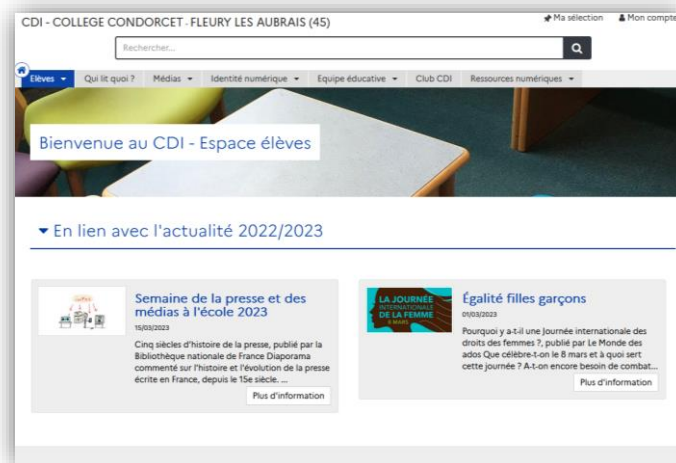 CDI - COLLEGE CONDORCET - FLEURY LES AUBRAIS (45)
Ma sélection
Mon compte
Rechercher...
Elèves
Qui lit quoi ?
Médias
Identité numérique
Equipe éducative
Club CDI
Ressources numériques
Bienvenue au CDI - Espace élèves
En lien avec l'actualité 2022/2023
Semaine de la presse et des
médias à l'école 2023
15/03/2023
Cinq siècles d'histoire de la presse, publié par la
Bibliothèque nationale de France Diaporama
commenté sur l'histoire et l'évolution de la presse
écrite en France, depuis le 15e siècle. ...
Plus d'information
LA JOURNÉE
INTERNATIONALE
DE LA FEMME
8 MARS
Égalité filles garçons
01/03/2023
Pourquoi y a-t-il une Journée internationale des
droits des femmes ?, publié par Le Monde des
ados Que célèbre-t-on le 8 mars et à quoi sert
cette journée ? A-t-on encore besoin de combat...
Plus d'information